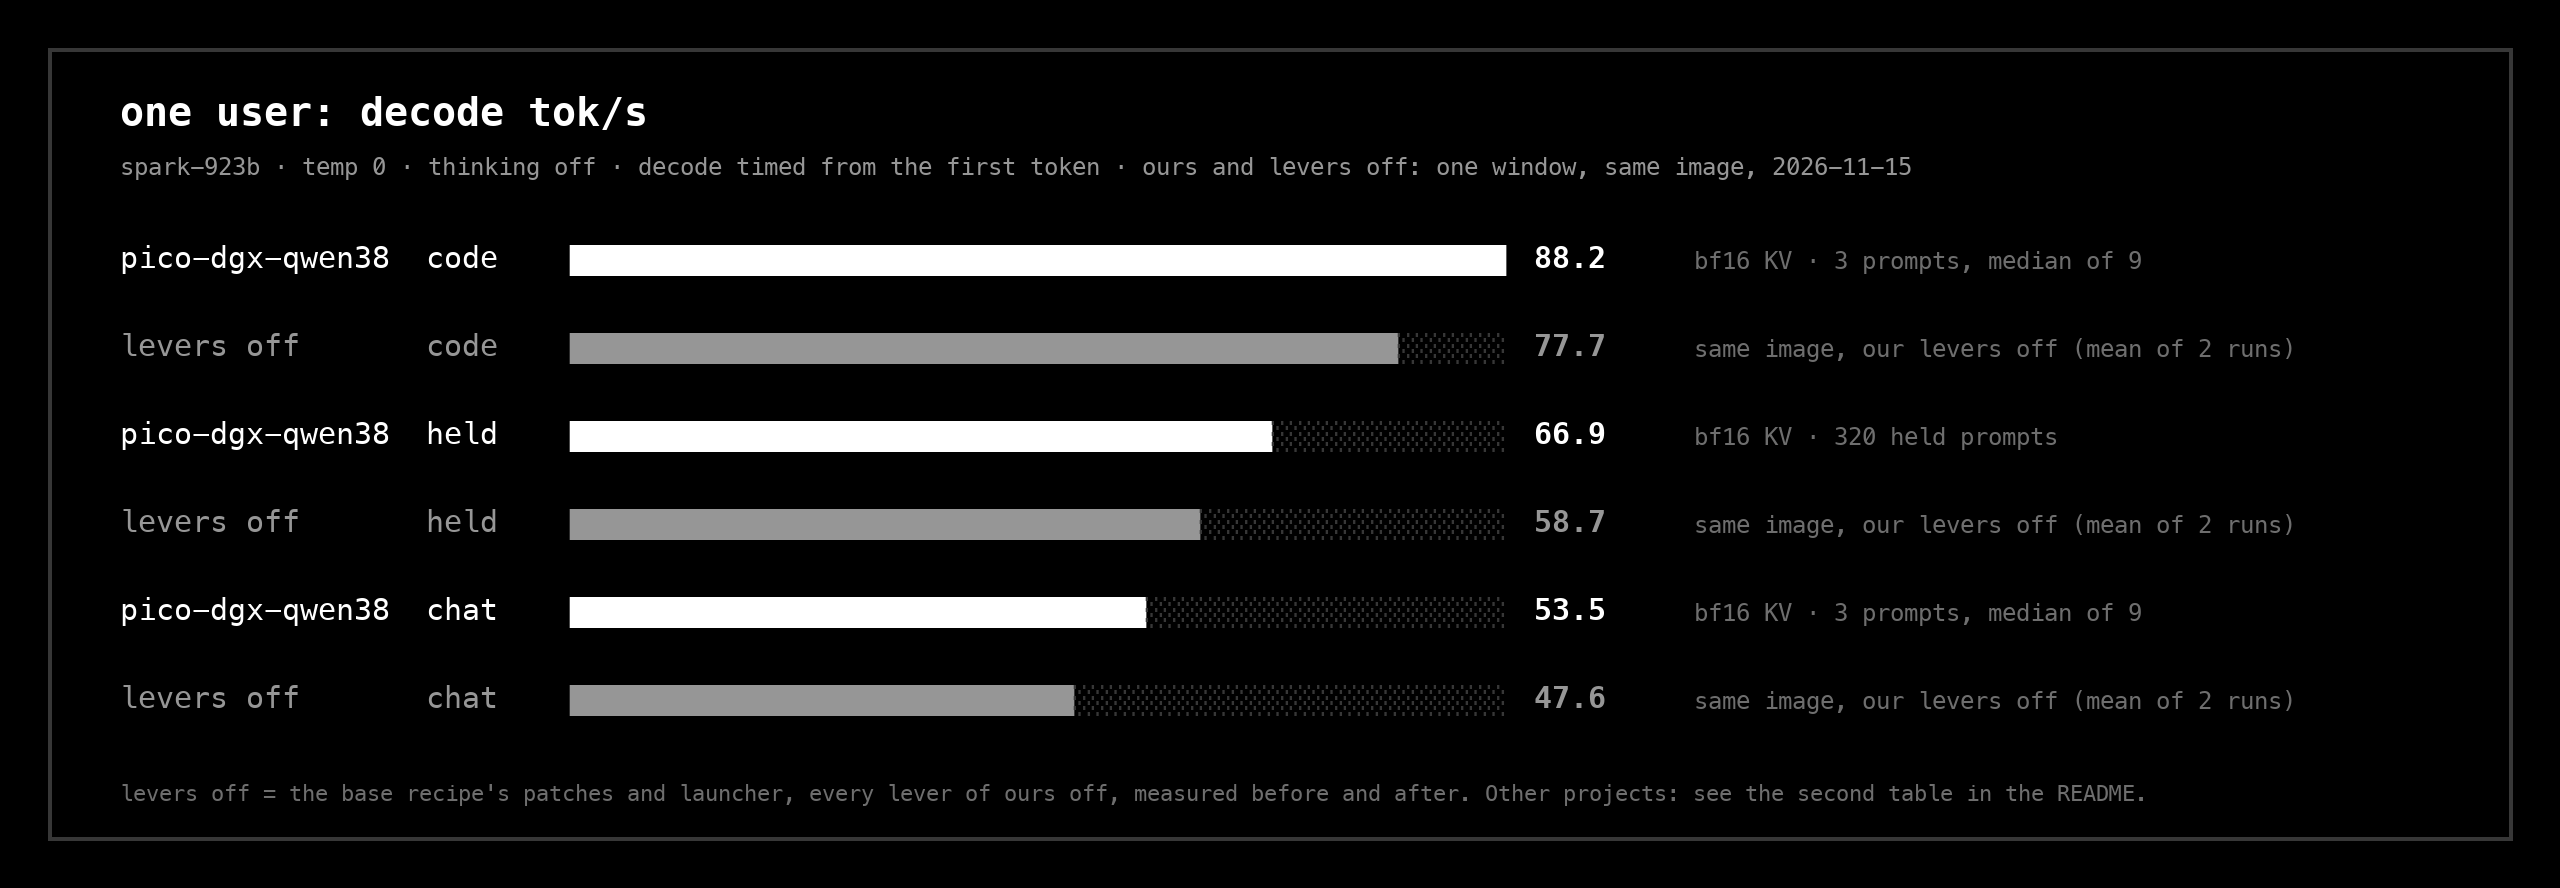 one user: decode tok/s
spark−923b · temp 0 · thinking off · decode timed from the first token · ours and levers off: one window, same image, 2026−11−15
pico−dgx−qwen38 code 88.2 bf16 KV · 3 prompts, median of 9
levers off code 77.7 same image, our levers off (mean of 2 runs)
pico−dgx−qwen38 held 66.9 bf16 KV · 320 held prompts
levers off held 58.7 same image, our levers off (mean of 2 runs)
pico−dgx−qwen38 chat 53.5 bf16 KV · 3 prompts, median of 9
levers off chat 47.6 same image, our levers off (mean of 2 runs)
levers off = the base recipe's patches and launcher, every lever of ours off, measured before and after. Other projects: see the second table in the README.